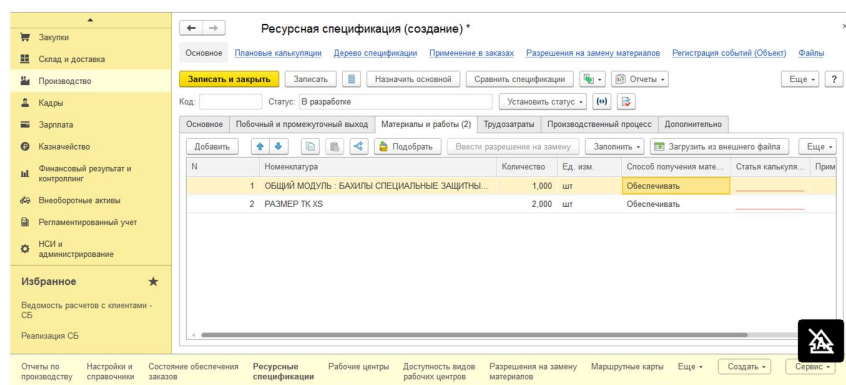 Закупки
Склад и доставка
Производство
Кадры
Зарплата
Казначейство
Финансовый результат и
контроллинг
Внеоборотные активы
Регламентированный учет
НСИ и
администрирование
Избранное
Ведомость расчетов с клиентами -
СБ
Реализация СБ
Ресурсная спецификация (создание) *
Основное Плановые калькуляции Дерево спецификации Применение в заказах Разрешения на замену материалов Регистрация событий (Объект) Файлы
Записать и закрыть Записать Назначить основной Сравнить спецификации Отчеты Еще ?
Код: Статус: В разработке Установить статус
Основное Побочный и промежуточный выход Материалы и работы (2) Трудозатраты Производственный процесс Дополнительно
Добавить Подобрать Ввести разрешение на замену Заполнить Загрузить из внешнего файла Еще
N Номенклатура Количество Ед. изм. Способ получения мате... Статья калькуля... Прим
1 ОБЩИЙ МОДУЛЬ : БАХИЛЫ СПЕЦИАЛЬНЫЕ ЗАЩИТНЫ... 1,000 шт Обеспечивать
2 РАЗМЕР ТК XS 2,000 шт Обеспечивать
Отчеты по Настройки и Состояние обеспечения Ресурсные Рабочие центры Доступность видов Разрешения на замену Маршрутные карты Еще Создать Сервис
производству справочники заказов спецификации рабочих центров материалов